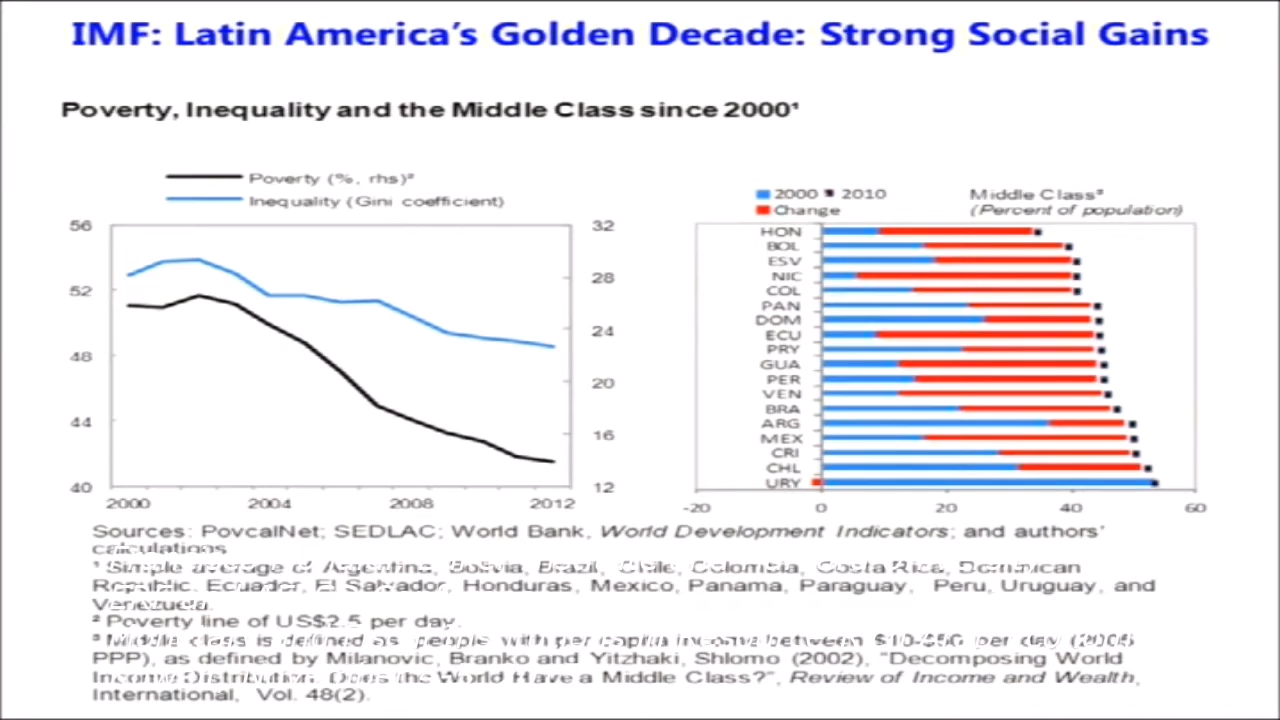 IMF: Latin America's Golden Decade: Strong Social Gains
Poverty, Inequality and the Middle Class since 2000¹
Poverty (%, rhs)²
Inequality (Gini coefficient)
56
52
48
44
40
32
28
24
20
16
12
2000
2004
2008
2012
2000 2010
Change
Middle Class³
(Percent of population)
HON
BOL
ESV
NIC
COL
PAN
DOM
ECU
PRY
GUA
PER
VEN
BRA
ARG
MEX
CRI
CHL
URY
-20
0
20
40
60
Sources: PovcalNet; SEDLAC; World Bank, World Development Indicators; and authors'
calculations
¹ Simple average of Argentina, Bolivia, Brazil, Chile, Colombia, Costa Rica, Dominican
Republic, Ecuador, El Salvador, Honduras, Mexico, Panama, Paraguay, Peru, Uruguay, and
Venezuela.
² Poverty line of US$2.5 per day.
³ Middle class is defined as people with per capita income between $10-$50 per day (2005
PPP), as defined by Milanovic, Branko and Yitzhaki, Shlomo (2002), "Decomposing World
Income Distribution: Does the World Have a Middle Class?", Review of Income and Wealth,
International, Vol. 48(2).